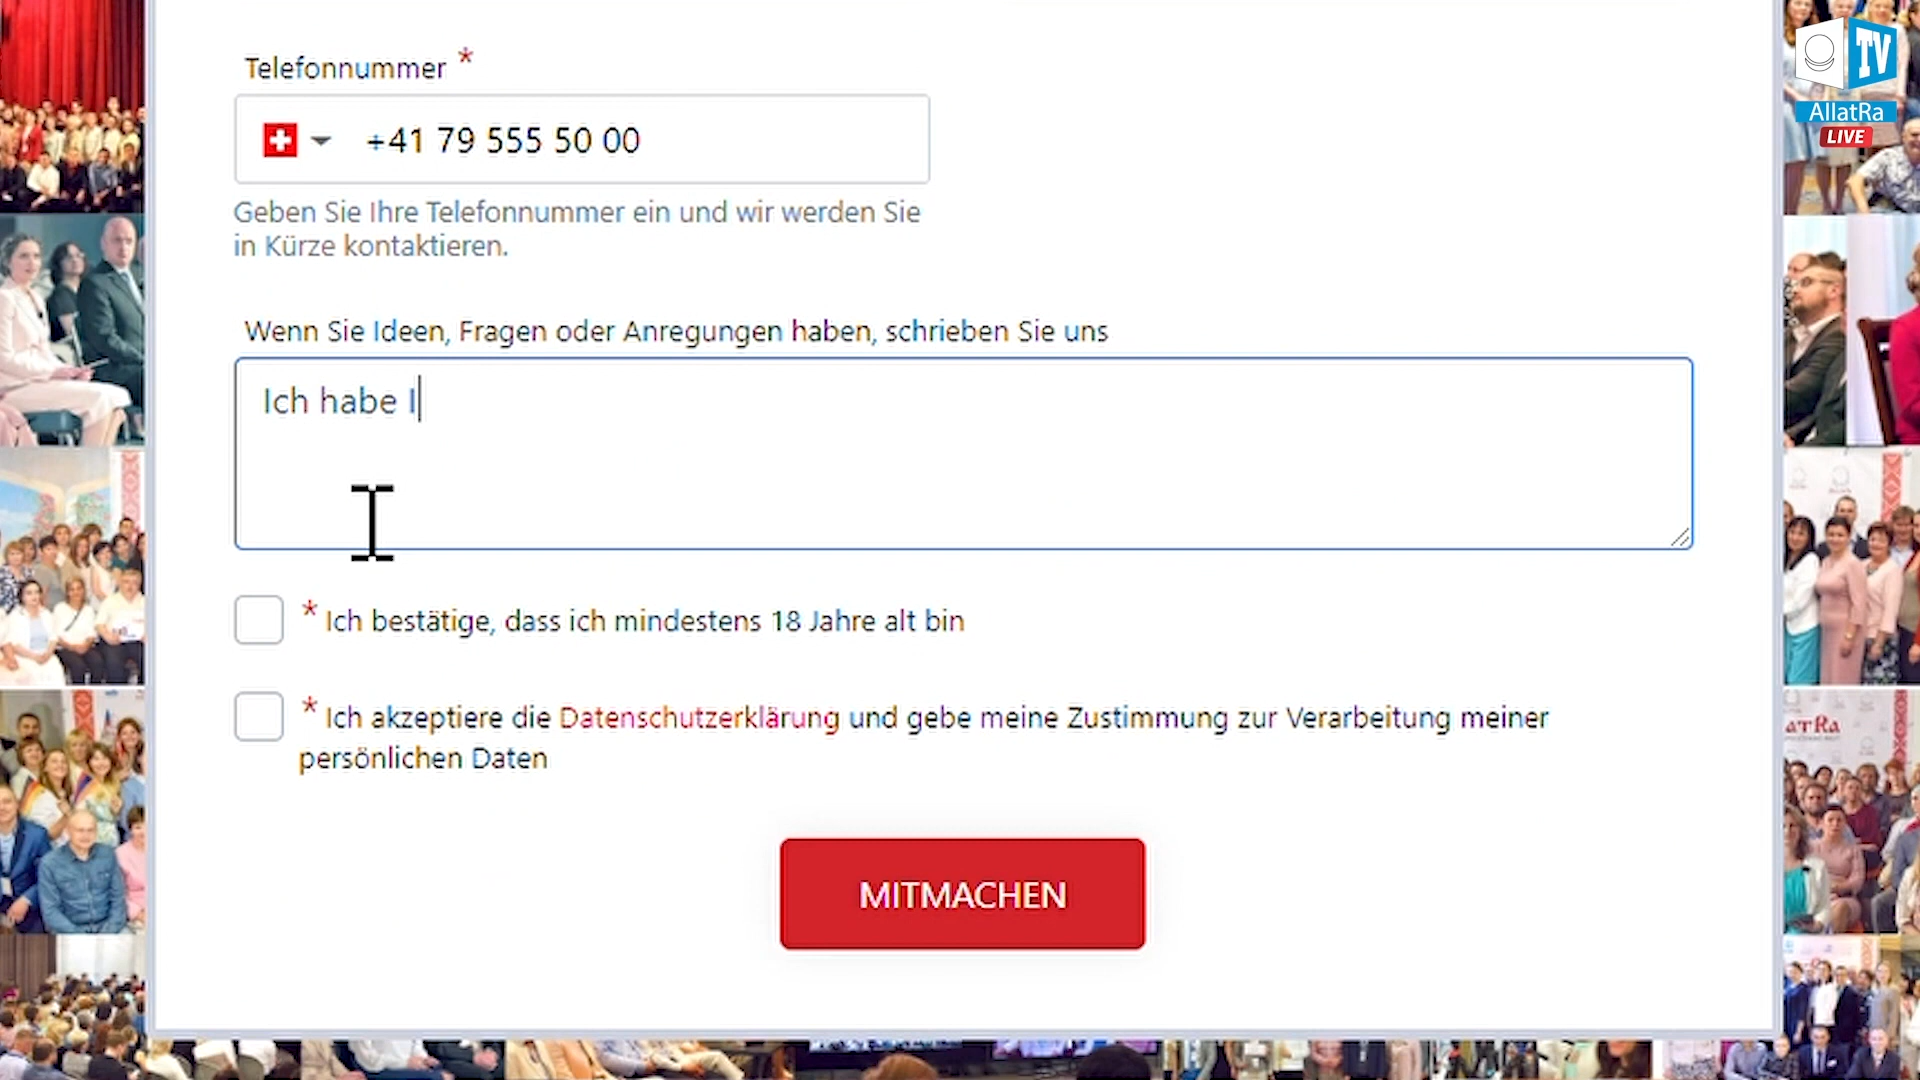 Telefonnummer *
+41 79 555 50 00
Geben Sie Ihre Telefonnummer ein und wir werden Sie
in Kürze kontaktieren.
Wenn Sie Ideen, Fragen oder Anregungen haben, schrieben Sie uns
Ich habe I
* Ich bestätige, dass ich mindestens 18 Jahre alt bin
* Ich akzeptiere die Datenschutzerklärung und gebe meine Zustimmung zur Verarbeitung meiner
persönlichen Daten
MITMACHEN
TV
AllatRa
LIVE